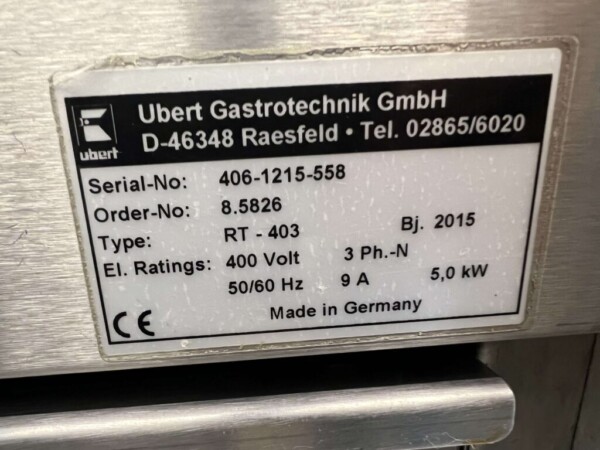 Ubert Gastrotechnik GmbH
D-46348 Raesfeld • Tel. 02865/6020
ubert
Serial-No: 406-1215-558
Order-No: 8.5826
Type: RT - 403 Bj. 2015
El. Ratings: 400 Volt 3 Ph.-N
50/60 Hz 9 A 5,0 kW
Made in Germany
CE